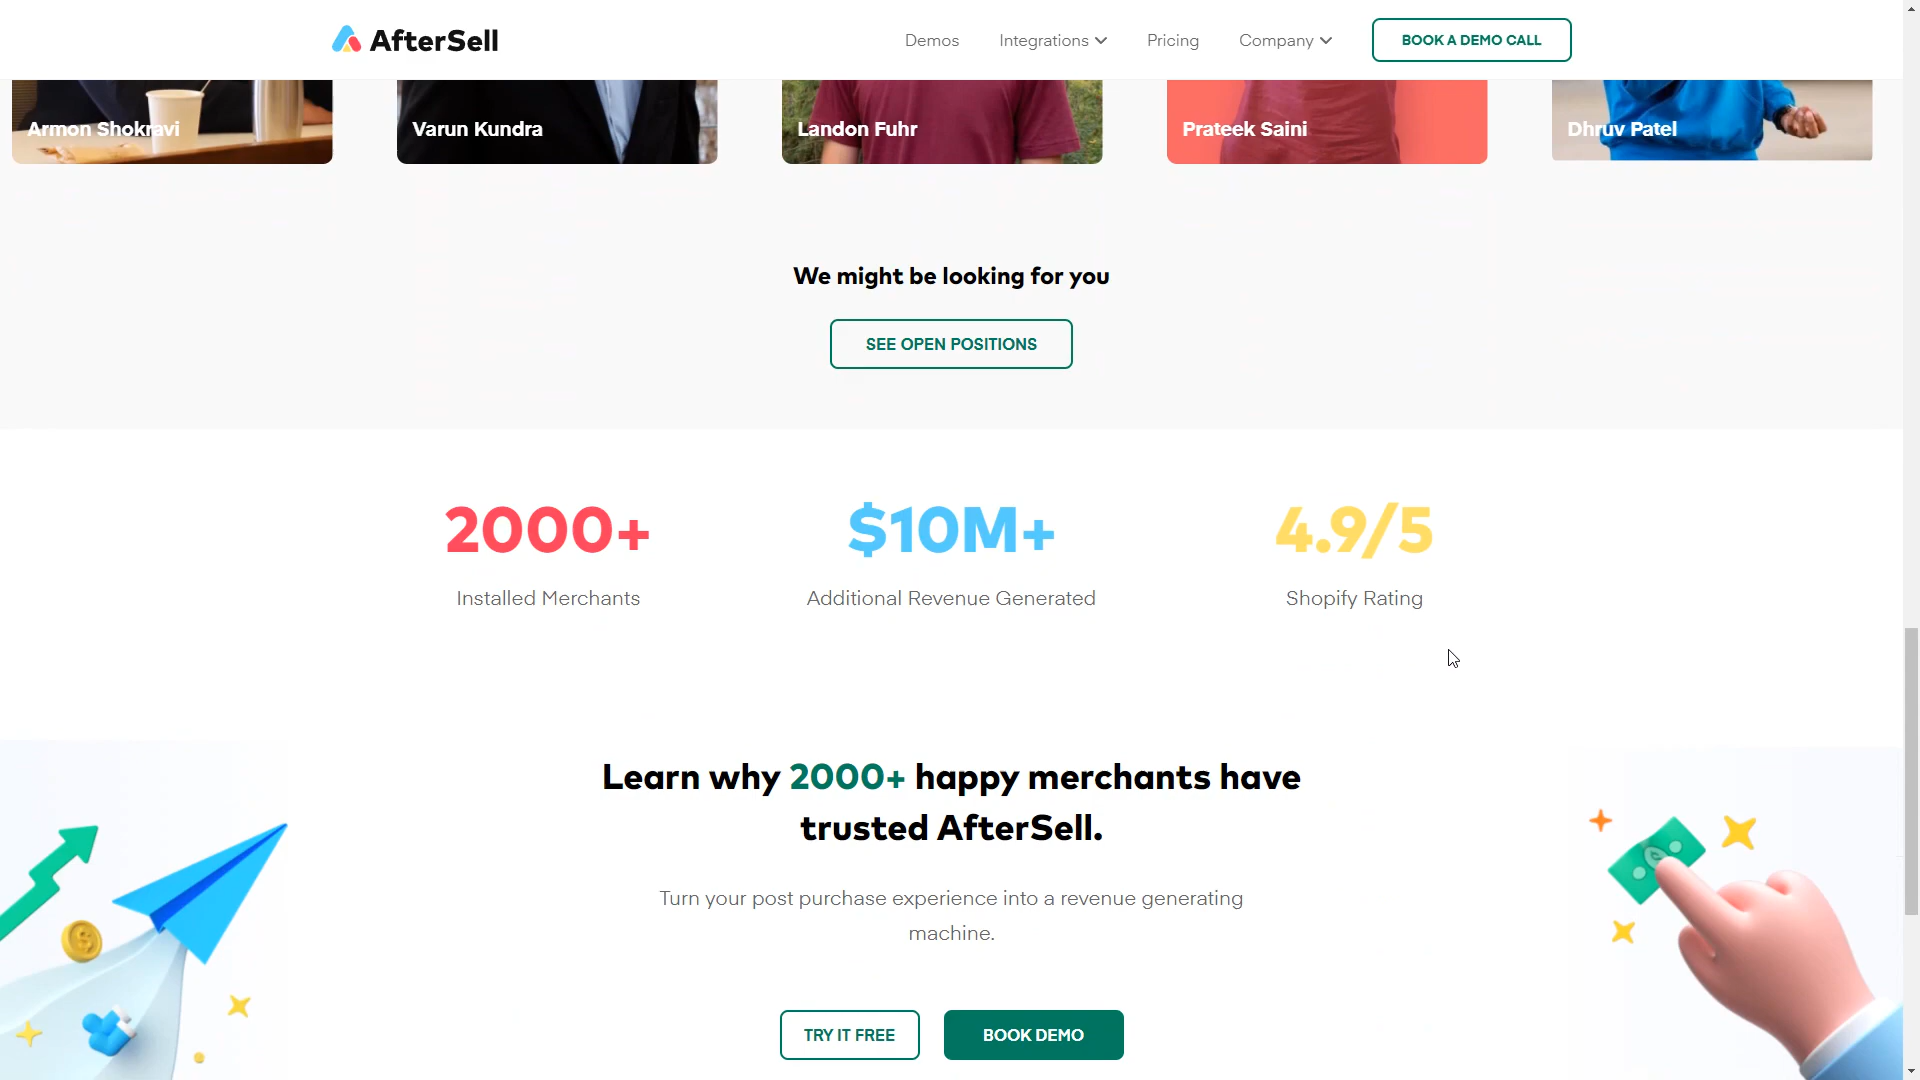 AfterSell
Demos
Integrations
Pricing
Company
BOOK A DEMO CALL
Armon Shokravi
Varun Kundra
Landon Fuhr
Prateek Saini
Dhruv Patel
We might be looking for you
SEE OPEN POSITIONS
2000+
$10M+
4.9/5
Installed Merchants
Additional Revenue Generated
Shopify Rating
Learn why 2000+ happy merchants have
trusted AfterSell.
Turn your post purchase experience into a revenue generating
machine.
TRY IT FREE
BOOK DEMO